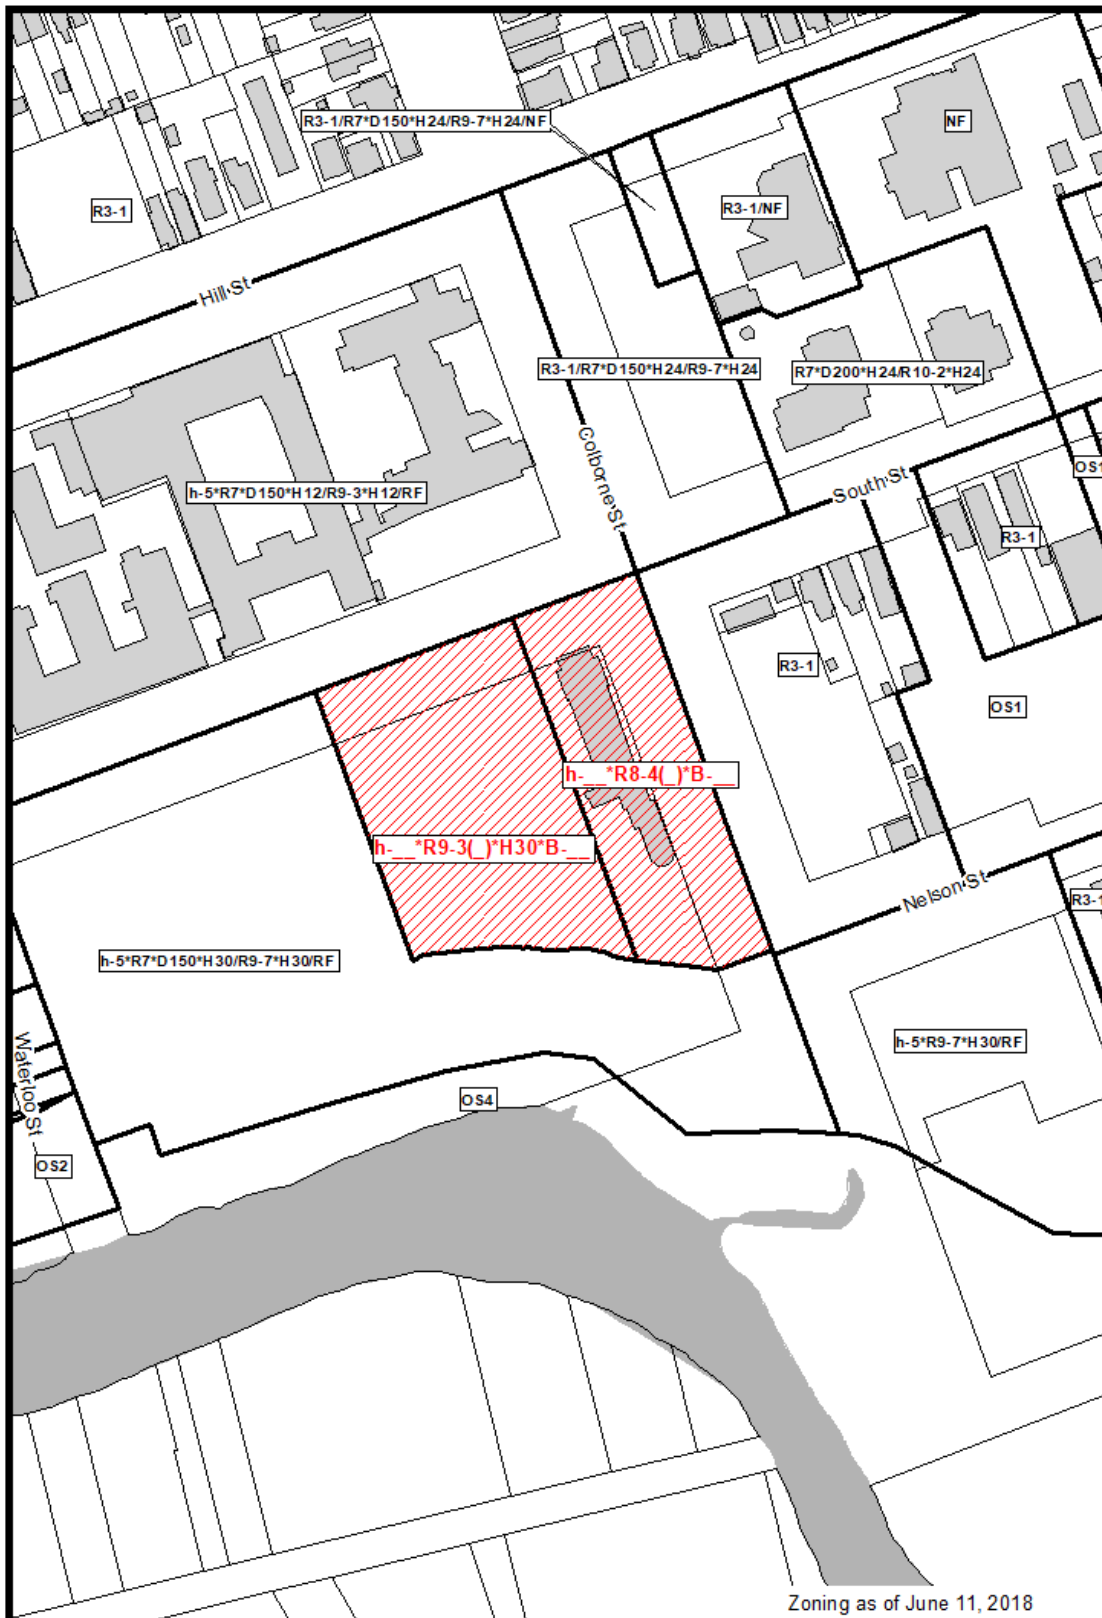 R3-1/R7*D150*H24/R9-7*H24/NF
NF
R3-1
R3-1/NF
Hill St
R3-1/R7*D150*H24/R9-7*H24
R7*D200*H24/R10-2*H24
Colborne St
OS1
h-5*R7*D150*H12/R9-3*H12/RF
South St
R3-1
R3-1
OS1
h-__*R8-4(_)*B-__
h-__*R9-3(_)*H30*B-__
Nelson St
R3-1
h-5*R7*D150*H30/R9-7*H30/RF
h-5*R9-7*H30/RF
Waterloo St
OS4
OS2
Zoning as of June 11, 2018